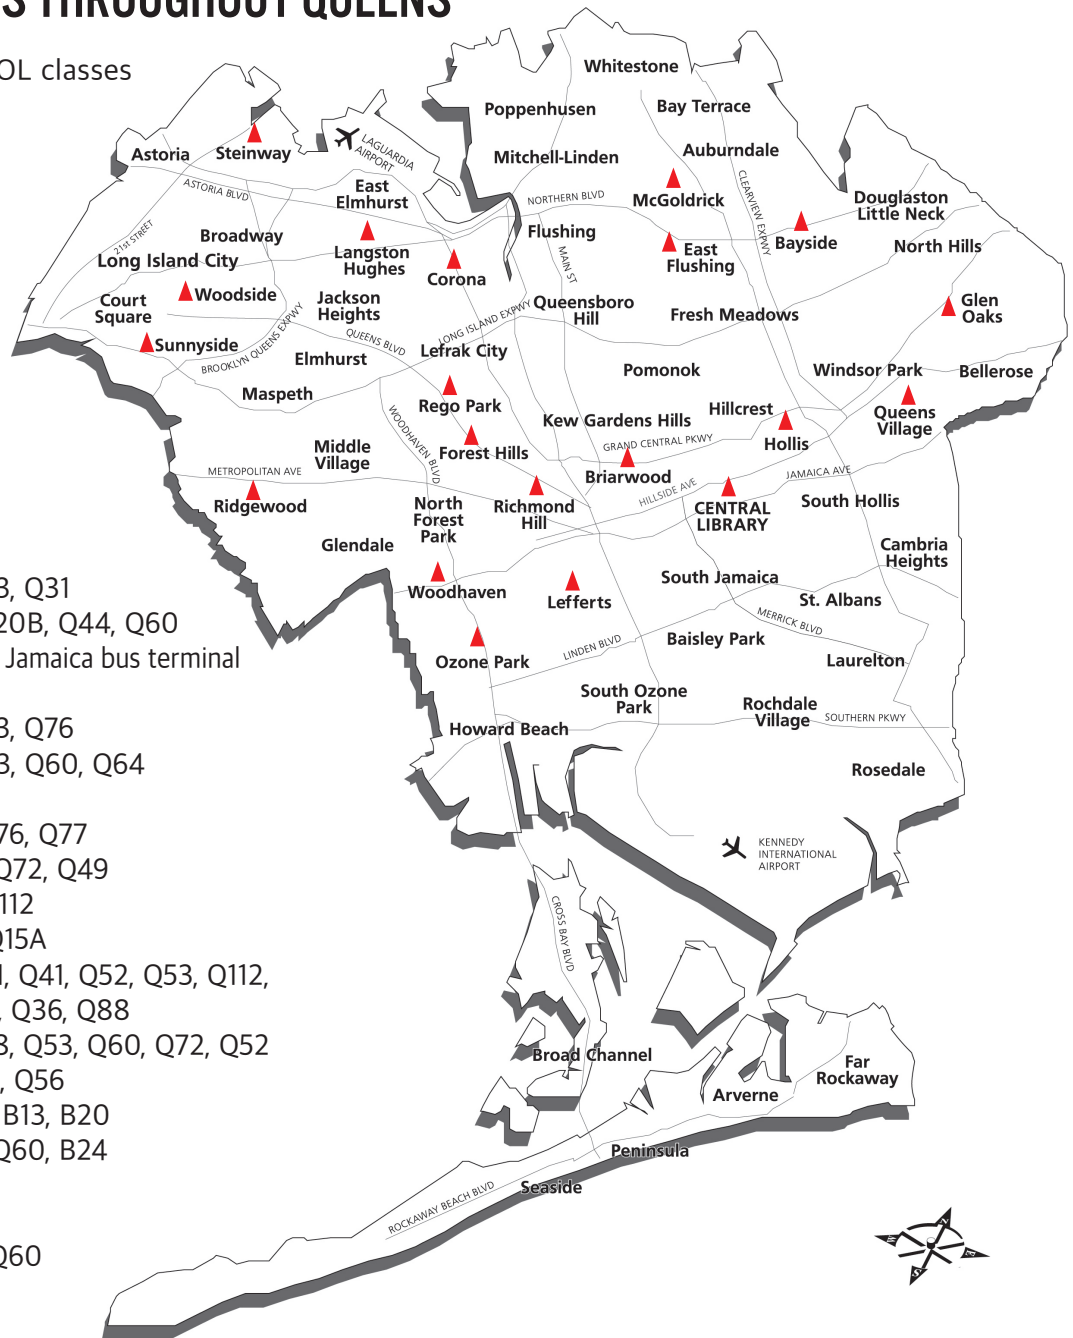 S THROUGHOUT QUEENS
OL classes
Whitestone
Poppenhusen
Bay Terrace
Mitchell-Linden
Auburndale
Astoria
Steinway
LAGUARDIA
AIRPORT
ASTORIA BLVD
East
Elmhurst
NORTHERN BLVD
McGoldrick
CLEARVIEW EXPWY
Douglaston
Little Neck
21st STREET
Broadway
Flushing
Bayside
North Hills
Long Island City
Langston
Hughes
Corona
MAIN ST
East
Flushing
Woodside
Court
Square
Jackson
Heights
Queensboro
Hill
Fresh Meadows
Glen
Oaks
Sunnyside
BROOKLYN QUEENS EXPWY
QUEENS BLVD
LONG ISLAND EXPWY
Elmhurst
Lefrak City
Pomonok
Windsor Park
Bellerose
Maspeth
Rego Park
WOODHAVEN BLVD
Kew Gardens Hills
Hillcrest
Queens
Village
Middle
Village
Forest Hills
GRAND CENTRAL PKWY
Hollis
METROPOLITAN AVE
Briarwood
JAMAICA AVE
Ridgewood
North
Forest
Park
Richmond
Hill
HILLSIDE AVE
CENTRAL
LIBRARY
South Hollis
Glendale
Cambria
Heights
Woodhaven
Lefferts
South Jamaica
St. Albans
MERRICK BLVD
Ozone Park
LINDEN BLVD
Baisley Park
Laurelton
South Ozone
Park
Rochdale
Village
SOUTHERN PKWY
Howard Beach
Rosedale
KENNEDY
INTERNATIONAL
AIRPORT
CROSS BAY BLVD
Broad Channel
Far
Rockaway
Arverne
Peninsula
Seaside
ROCKAWAY BEACH BLVD
N
W
E
S
3, Q31
20B, Q44, Q60
Jamaica bus terminal
3, Q76
3, Q60, Q64
76, Q77
Q72, Q49
112
Q15A
1, Q41, Q52, Q53, Q112,
, Q36, Q88
8, Q53, Q60, Q72, Q52
, Q56
B13, B20
Q60, B24
Q60